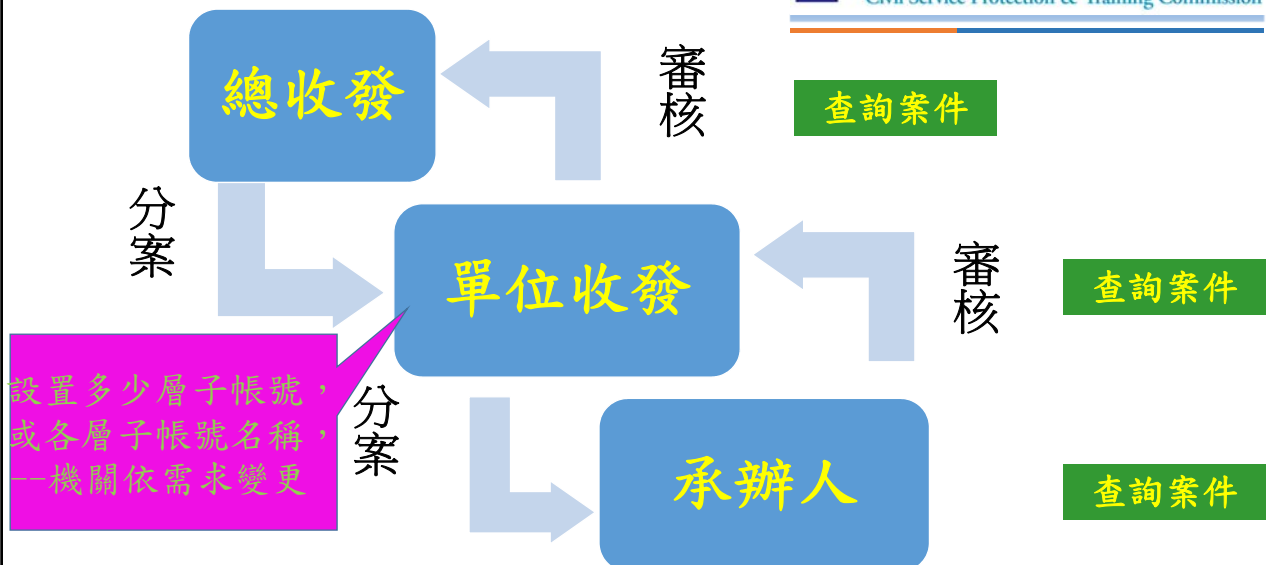 Civil Service Protection & Training Commission
總收發
審核
查詢案件
分案
單位收發
審核
查詢案件
設置多少層子帳號，
或各層子帳號名稱，
--機關依需求變更
分案
承辦人
查詢案件